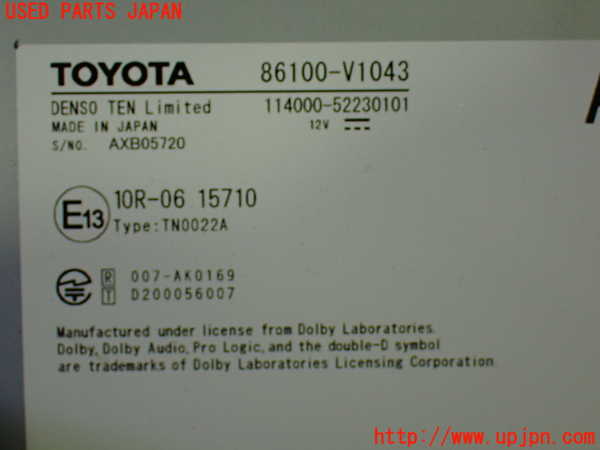 USED PARTS JAPAN
TOYOTA 86100-V1043
DENSO TEN Limited 114000-52230101
MADE IN JAPAN 12V
S/NO. AXB05720
E13 10R-06 15710
Type:TN0022A
R 007-AK0169
T D200056007
Manufactured under license from Dolby Laboratories.
Dolby, Dolby Audio, Pro Logic, and the double-D symbol
are trademarks of Dolby Laboratories Licensing Corporation.
http://www.upjpn.com